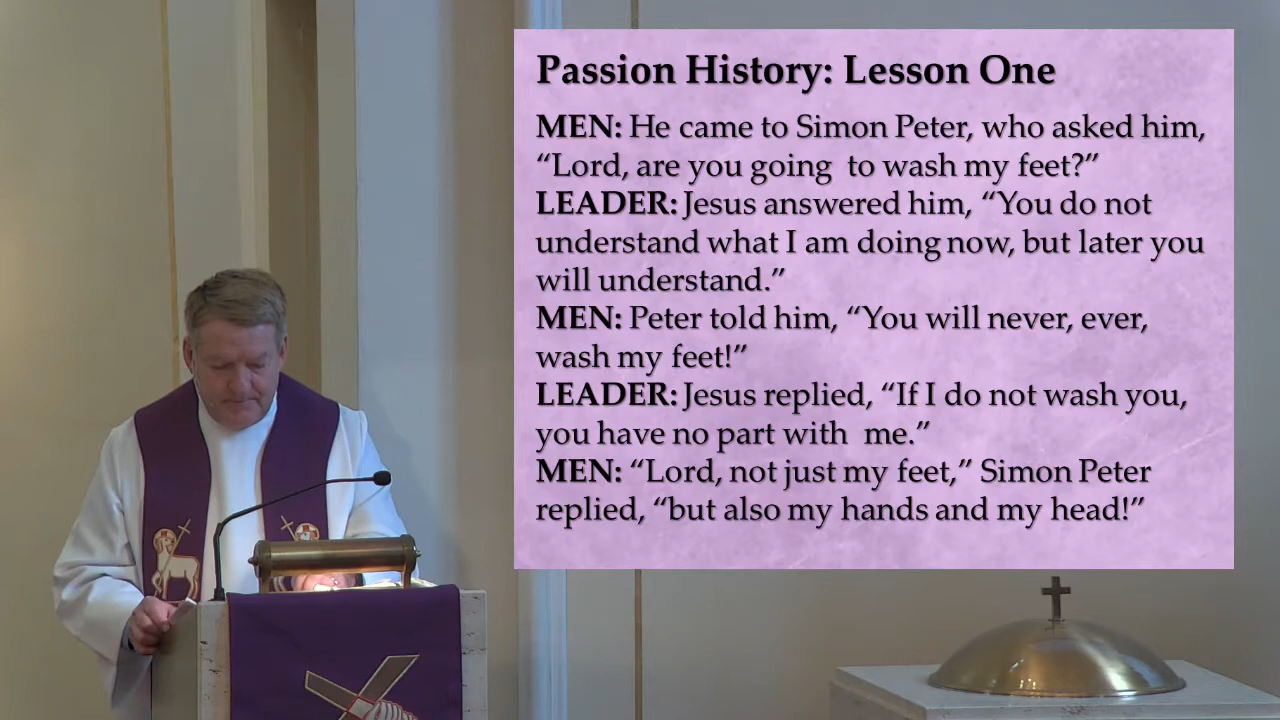 Passion History: Lesson One
MEN: He came to Simon Peter, who asked him,
“Lord, are you going  to wash my feet?”
LEADER: Jesus answered him, “You do not
understand what I am doing now, but later you
will understand.”
MEN: Peter told him, “You will never, ever,
wash my feet!”
LEADER: Jesus replied, “If I do not wash you,
you have no part with  me.”
MEN: “Lord, not just my feet,” Simon Peter
replied, “but also my hands and my head!”